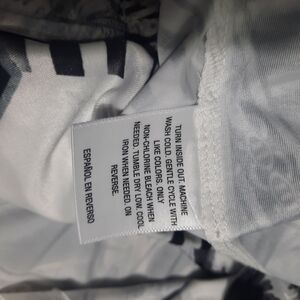 TURN INSIDE OUT. MACHINE
WASH COLD. GENTLE CYCLE WITH
LIKE COLORS. ONLY
NON-CHLORINE BLEACH WHEN
NEEDED. TUMBLE DRY LOW. COOL
IRON WHEN NEEDED. ON
REVERSE.
ESPAÑOL EN REVERSO